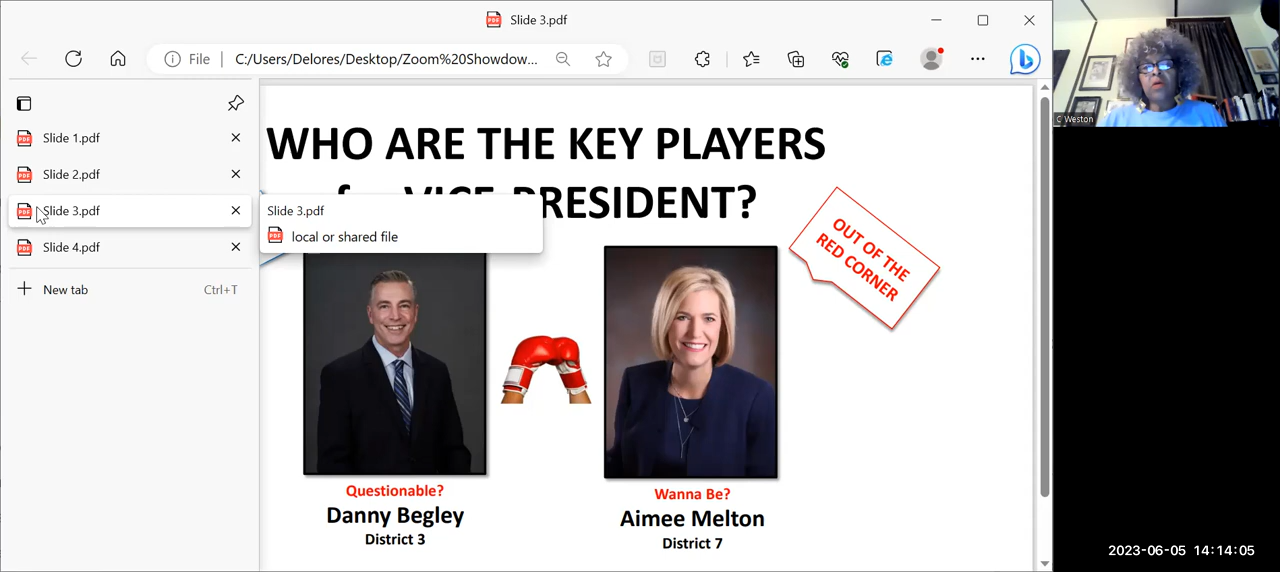 Slide 3.pdf
File
C:/Users/Delores/Desktop/Zoom%20Showdow...
Slide 1.pdf
Slide 2.pdf
Slide 3.pdf
Slide 4.pdf
New tab Ctrl+T
Slide 3.pdf
local or shared file
WHO ARE THE KEY PLAYERS
for VICE-PRESIDENT?
OUT OF THE
RED CORNER
Questionable?
Danny Begley
District 3
Wanna Be?
Aimee Melton
District 7
C Weston
2023-06-05 14:14:05